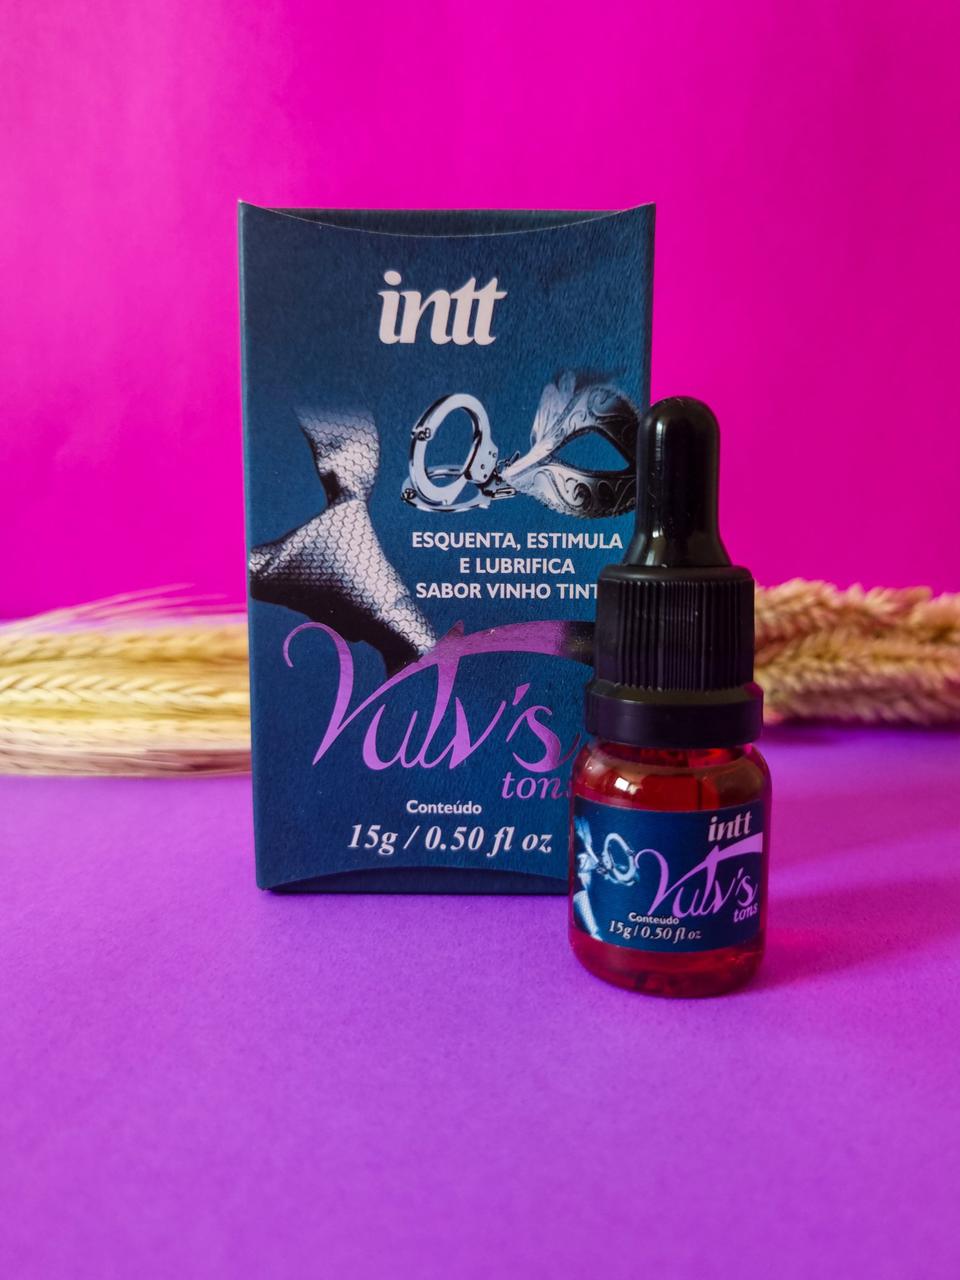 intt
ESQUENTA, ESTIMULA
E LUBRIFICA
SABOR VINHO TINT
Vulv's
ton
Conteúdo
15g / 0.50 fl oz
intt
Vulv's
tons
Conteúdo
15g / 0.50 fl oz